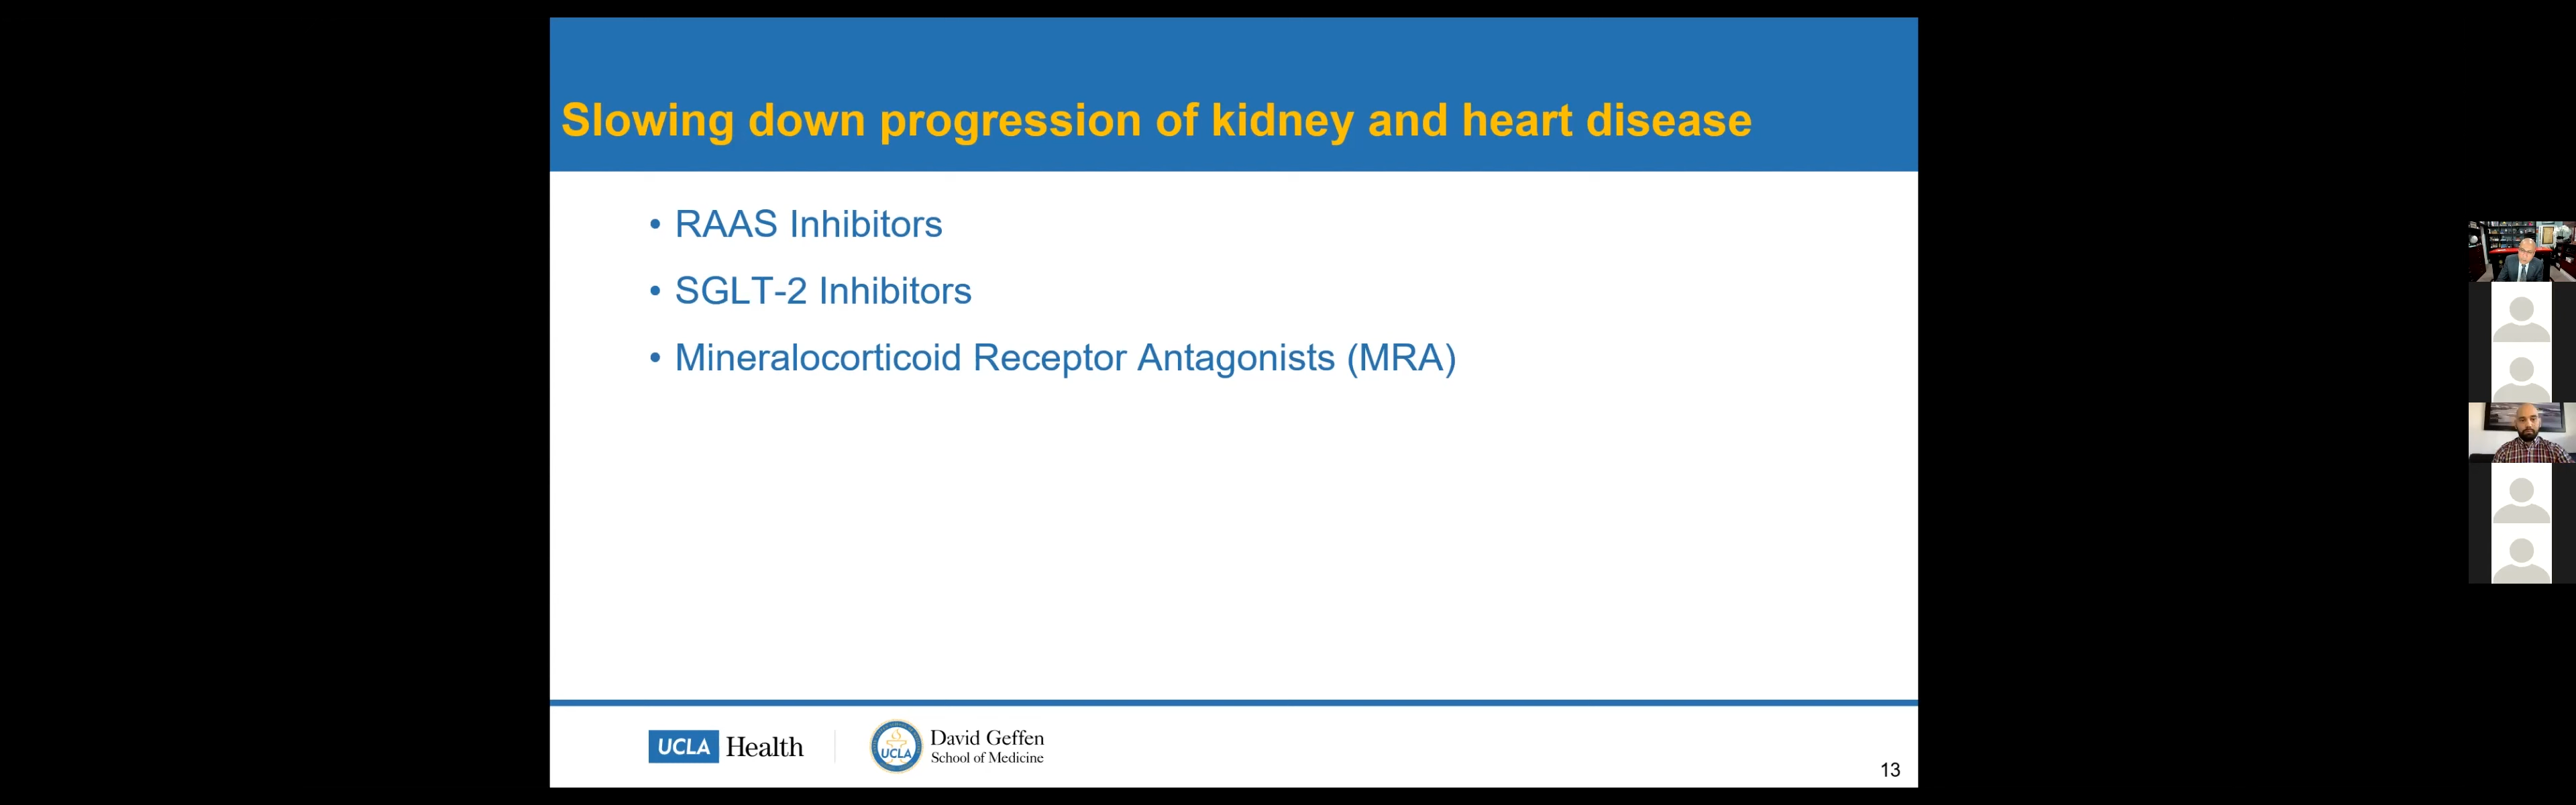 Slowing down progression of kidney and heart disease
• RAAS Inhibitors
• SGLT-2 Inhibitors
• Mineralocorticoid Receptor Antagonists (MRA)
UCLA Health
UCLA
David Geffen
School of Medicine
13